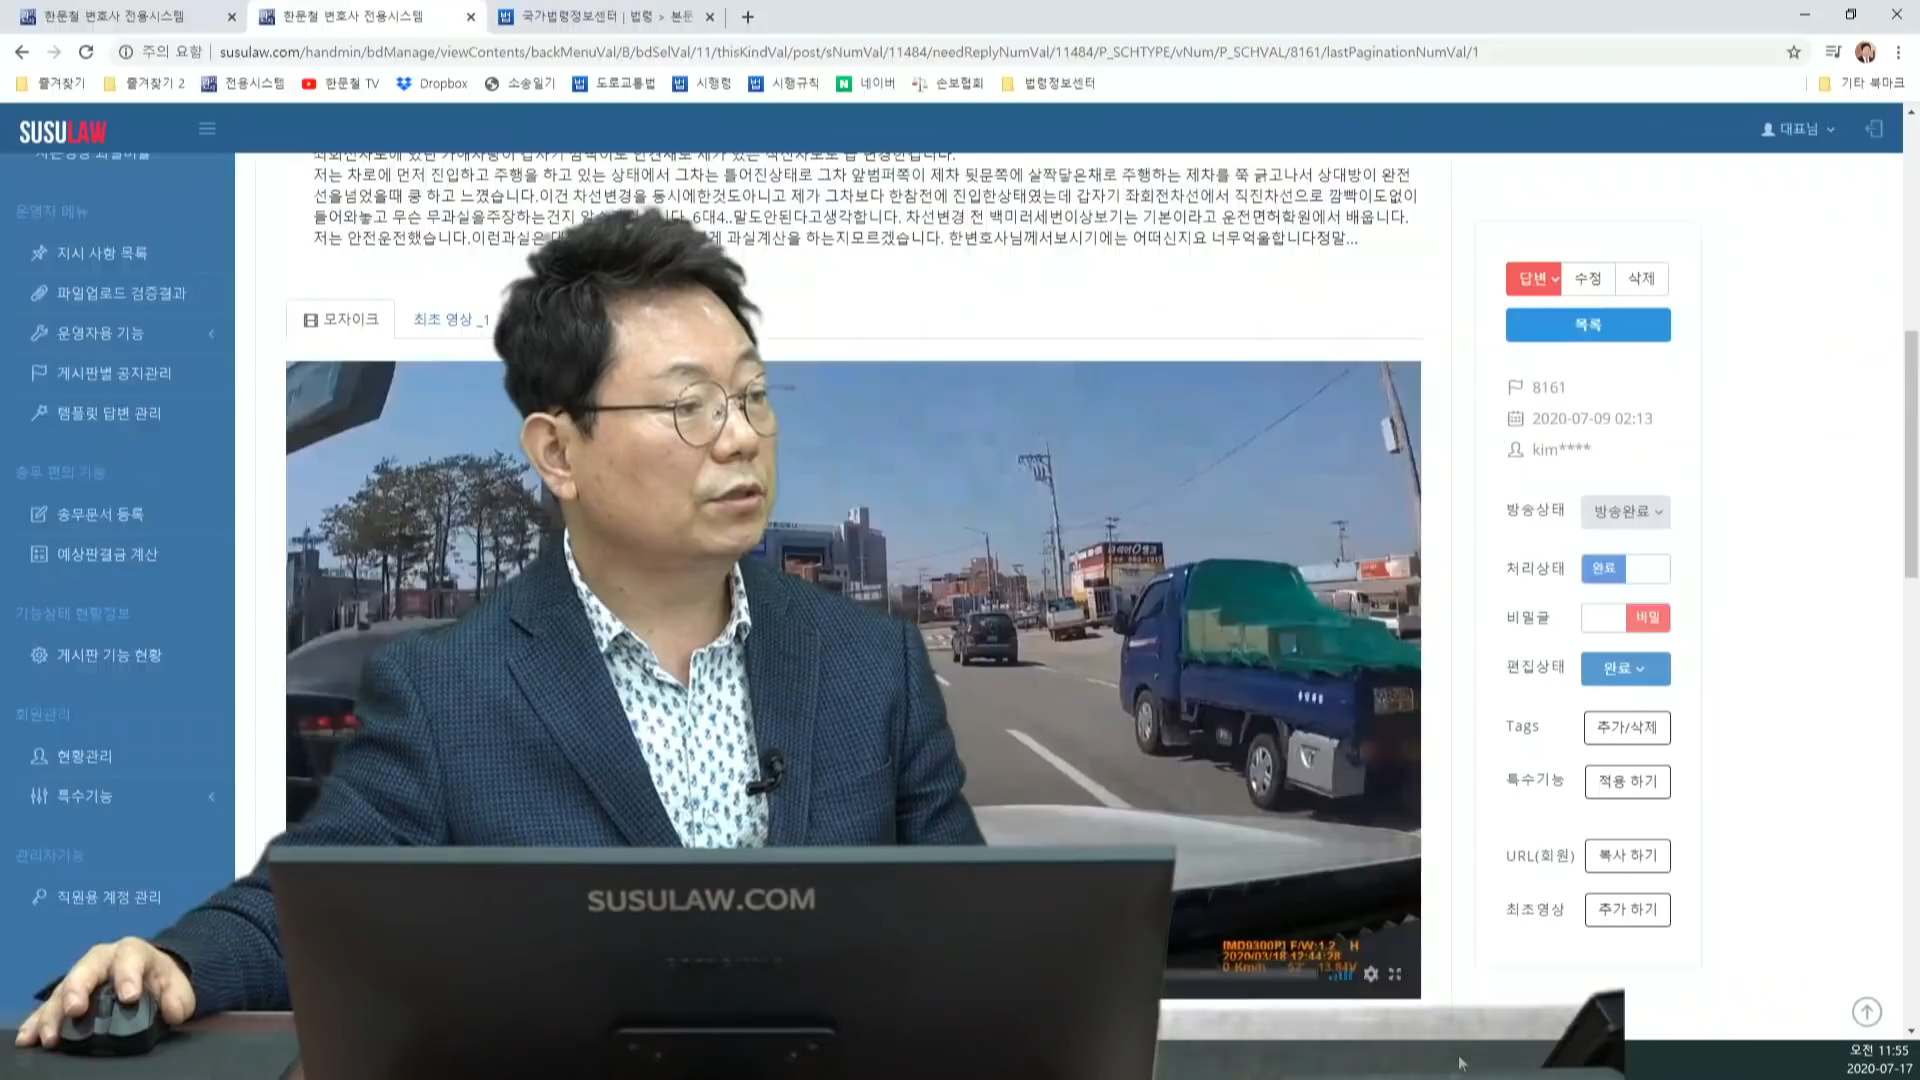 한문철 변호사 전용시스템
한문철 변호사 전용시스템
국가법령정보센터 | 법령 > 본문
주의 요함 | susulaw.com/handmin/bdManage/viewContents/backMenuVal/B/bdSelVal/11/thisKindVal/post/sNumVal/11484/needReplyNumVal/11484/P_SCHTYPE/vNum/P_SCHVAL/8161/lastPaginationNumVal/1
즐겨찾기 즐겨찾기 2 전용시스템 한문철 TV Dropbox 소송일기 도로교통법 시행령 시행규칙 네이버 손보협회 법령정보센터 기타 북마크
SUSULAW
대표님
운영자 메뉴
지시 사항 목록
파일업로드 검증결과
운영자용 기능
게시판별 공지관리
템플릿 답변 관리
송무 편의 기능
송무문서 등록
예상판결금 계산
기능상태 현황정보
게시판 기능 현황
회원관리
현황관리
특수기능
관리자기능
직원용 계정 관리
저는 차로에 먼저 진입하고 주행을 하고 있는 상태에서 그차는 틀어진상태로 그차 앞범퍼쪽이 제차 뒷문쪽에 살짝닿은채로 주행하는 제차를 쭉 긁고나서 상대방이 완전
선을넘었을때 쿵 하고 느꼈습니다.이건 차선변경을 동시에한것도아니고 제가 그차보다 한참전에 진입한상태였는데 갑자기 좌회전차선에서 직진차선으로 깜빡이도없이
들어와놓고 무슨 무과실을주장하는건지 6대4..말도안된다고생각합니다. 차선변경 전 백미러세번이상보기는 기본이라고 운전면허학원에서 배웁니다.
저는 안전운전했습니다.이런과실은 과실계산을 하는지모르겠습니다. 한변호사님께서보시기에는 어떠신지요 너무억울합니다정말...
모자이크
최초 영상 _1
답변
수정
삭제
목록
8161
2020-07-09 02:13
kim****
방송상태 방송완료
처리상태 완료
비밀글 비밀
편집상태 완료
Tags 추가/삭제
특수기능 적용 하기
URL(회원) 복사 하기
최초영상 추가 하기
[MD9300P] F/W:1.2 H
2020/03/18 12:44:28
0 Km/h 13.84V
SUSULAW.COM
오전 11:55
2020-07-17